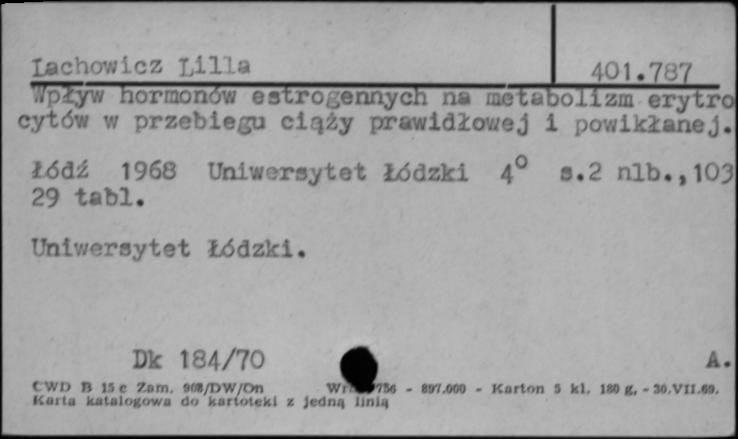 Lachowicz Lilla 401.787
Wpływ hormonów estrogennych na metabolizm erytro
cytów w przebiegu ciąży prawidłowej i powikłanej.
Łódź 1968 Uniwersytet Łódzki 4° s.2 nlb., 103
29 tabl.
Uniwersytet Łódzki.
Dk 184/70 A.
CWD B 15 c Zam. 908/DW/On 756 - 897.000 - Karton 5 kl. 180 g. - 30.VII.69.
Karta katalogowa do kartoteki z jedną linią